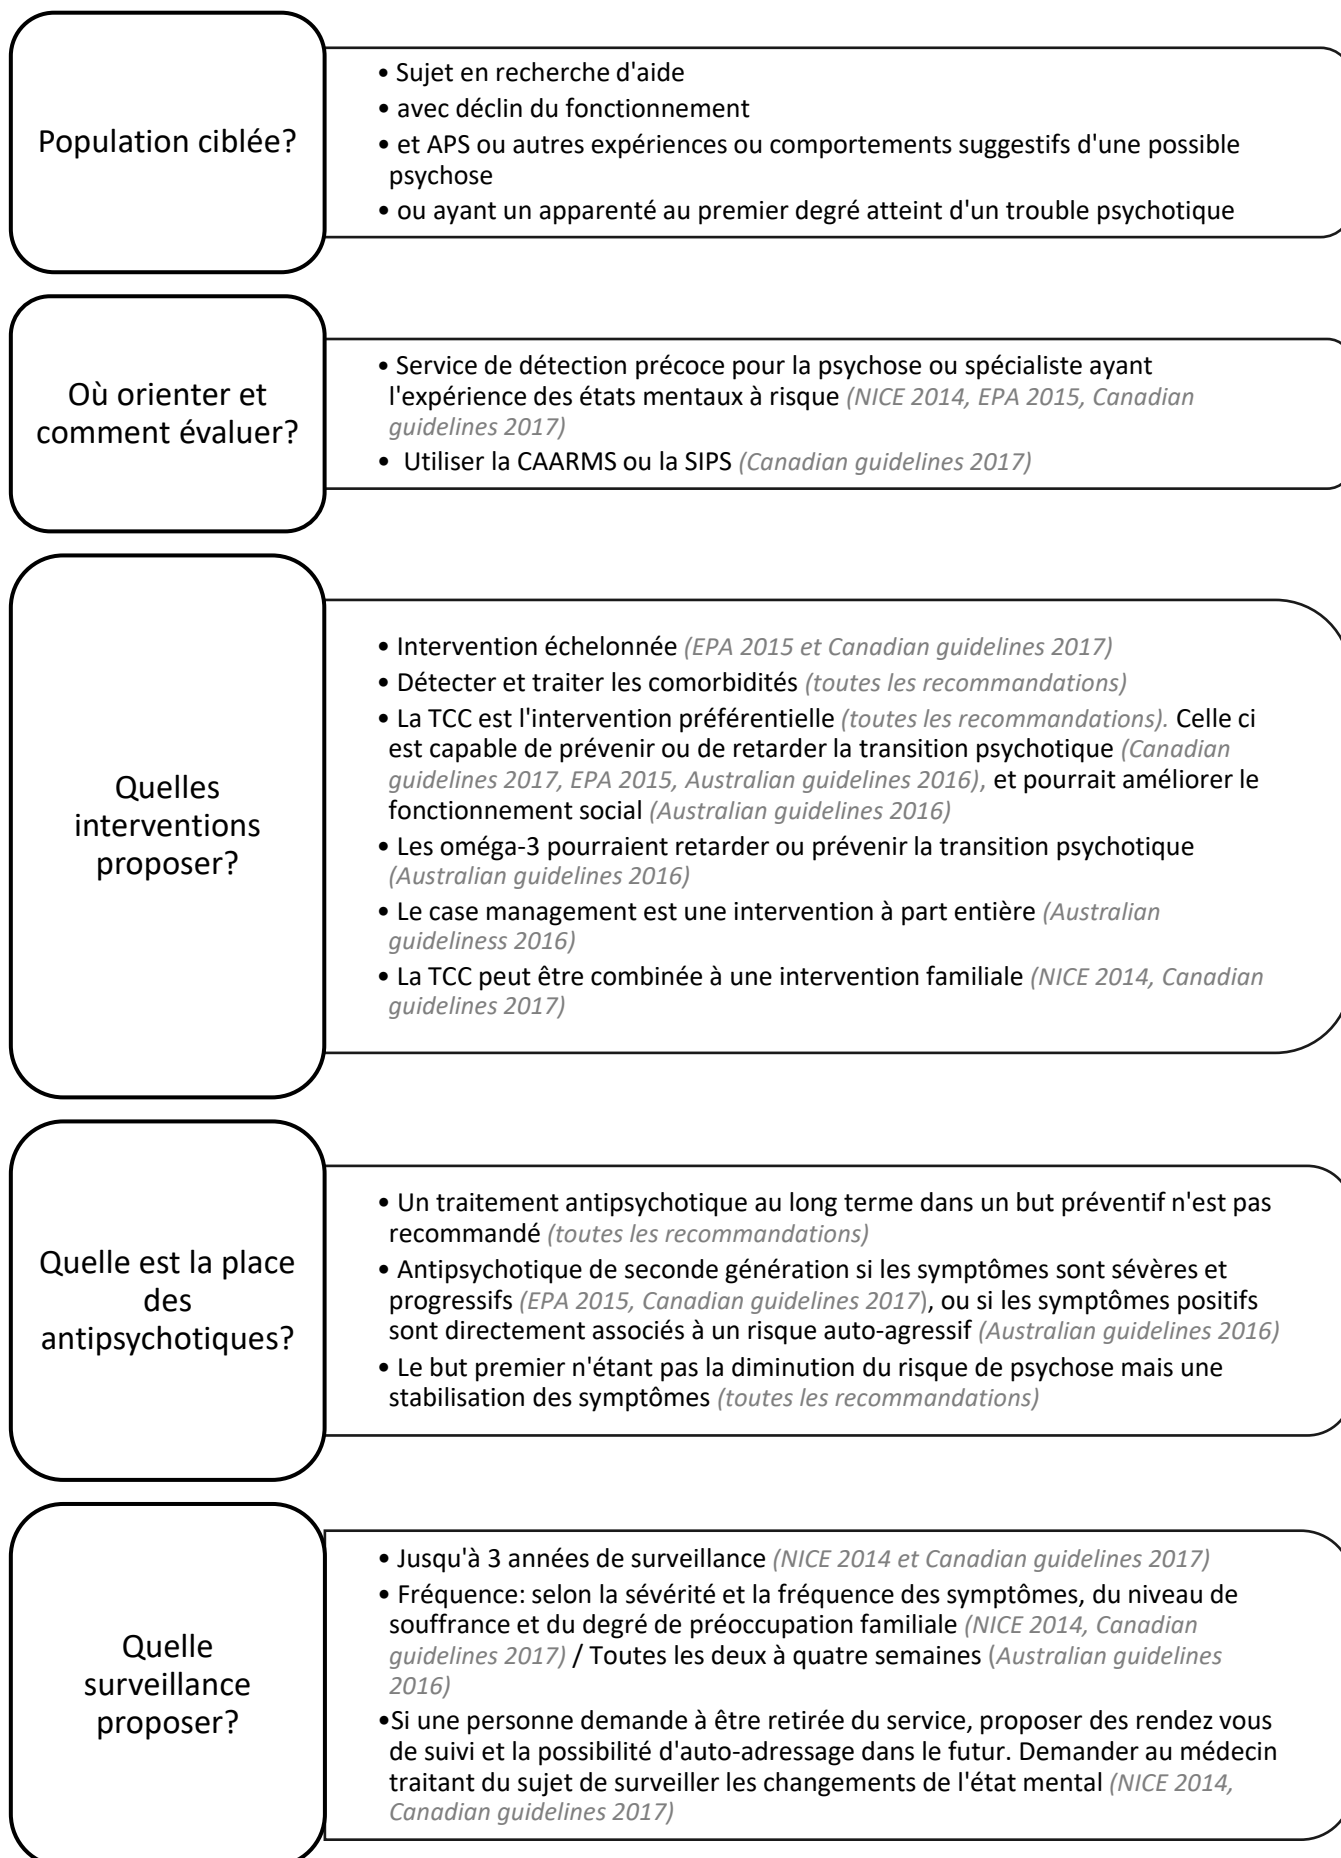 Population ciblée?
• Sujet en recherche d'aide
• avec déclin du fonctionnement
• et APS ou autres expériences ou comportements suggestifs d'une possible
psychose
• ou ayant un apparenté au premier degré atteint d'un trouble psychotique
Où orienter et
comment évaluer?
• Service de détection précoce pour la psychose ou spécialiste ayant
l'expérience des états mentaux à risque (NICE 2014, EPA 2015, Canadian
guidelines 2017)
• Utiliser la CAARMS ou la SIPS (Canadian guidelines 2017)
Quelles
interventions
proposer?
• Intervention échelonnée (EPA 2015 et Canadian guidelines 2017)
• Détecter et traiter les comorbidités (toutes les recommandations)
• La TCC est l'intervention préférentielle (toutes les recommandations). Celle ci
est capable de prévenir ou de retarder la transition psychotique (Canadian
guidelines 2017, EPA 2015, Australian guidelines 2016), et pourrait améliorer le
fonctionnement social (Australian guidelines 2016)
• Les oméga-3 pourraient retarder ou prévenir la transition psychotique
(Australian guidelines 2016)
• Le case management est une intervention à part entière (Australian
guideliness 2016)
• La TCC peut être combinée à une intervention familiale (NICE 2014, Canadian
guidelines 2017)
Quelle est la place
des
antipsychotiques?
• Un traitement antipsychotique au long terme dans un but préventif n'est pas
recommandé (toutes les recommandations)
• Antipsychotique de seconde génération si les symptômes sont sévères et
progressifs (EPA 2015, Canadian guidelines 2017), ou si les symptômes positifs
sont directement associés à un risque auto-agressif (Australian guidelines 2016)
• Le but premier n'étant pas la diminution du risque de psychose mais une
stabilisation des symptômes (toutes les recommandations)
Quelle
surveillance
proposer?
• Jusqu'à 3 années de surveillance (NICE 2014 et Canadian guidelines 2017)
• Fréquence: selon la sévérité et la fréquence des symptômes, du niveau de
souffrance et du degré de préoccupation familiale (NICE 2014, Canadian
guidelines 2017) / Toutes les deux à quatre semaines (Australian guidelines
2016)
•Si une personne demande à être retirée du service, proposer des rendez vous
de suivi et la possibilité d'auto-adressage dans le futur. Demander au médecin
traitant du sujet de surveiller les changements de l'état mental (NICE 2014,
Canadian guidelines 2017)